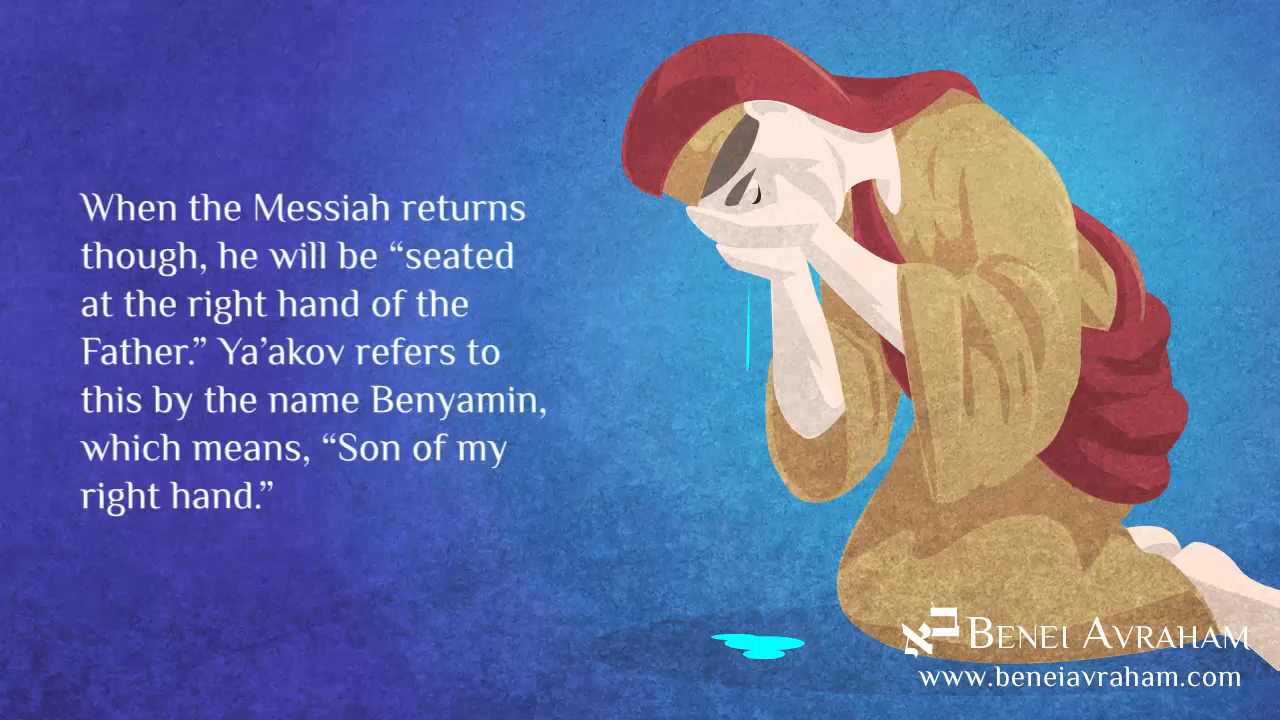 When the Messiah returns
though, he will be “seated
at the right hand of the
Father.” Ya’akov refers to
this by the name Benyamin,
which means, “Son of my
right hand.”
אב BENEI AVRAHAM
www.beneiavraham.com